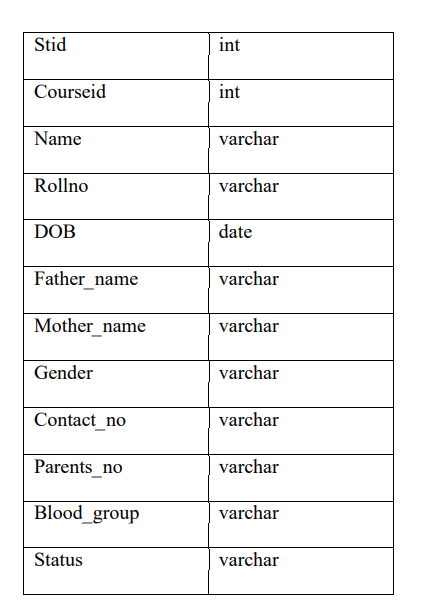 Stid int
Courseid int
Name varchar
Rollno varchar
DOB date
Father_name varchar
Mother_name varchar
Gender varchar
Contact_no varchar
Parents_no varchar
Blood_group varchar
Status varchar